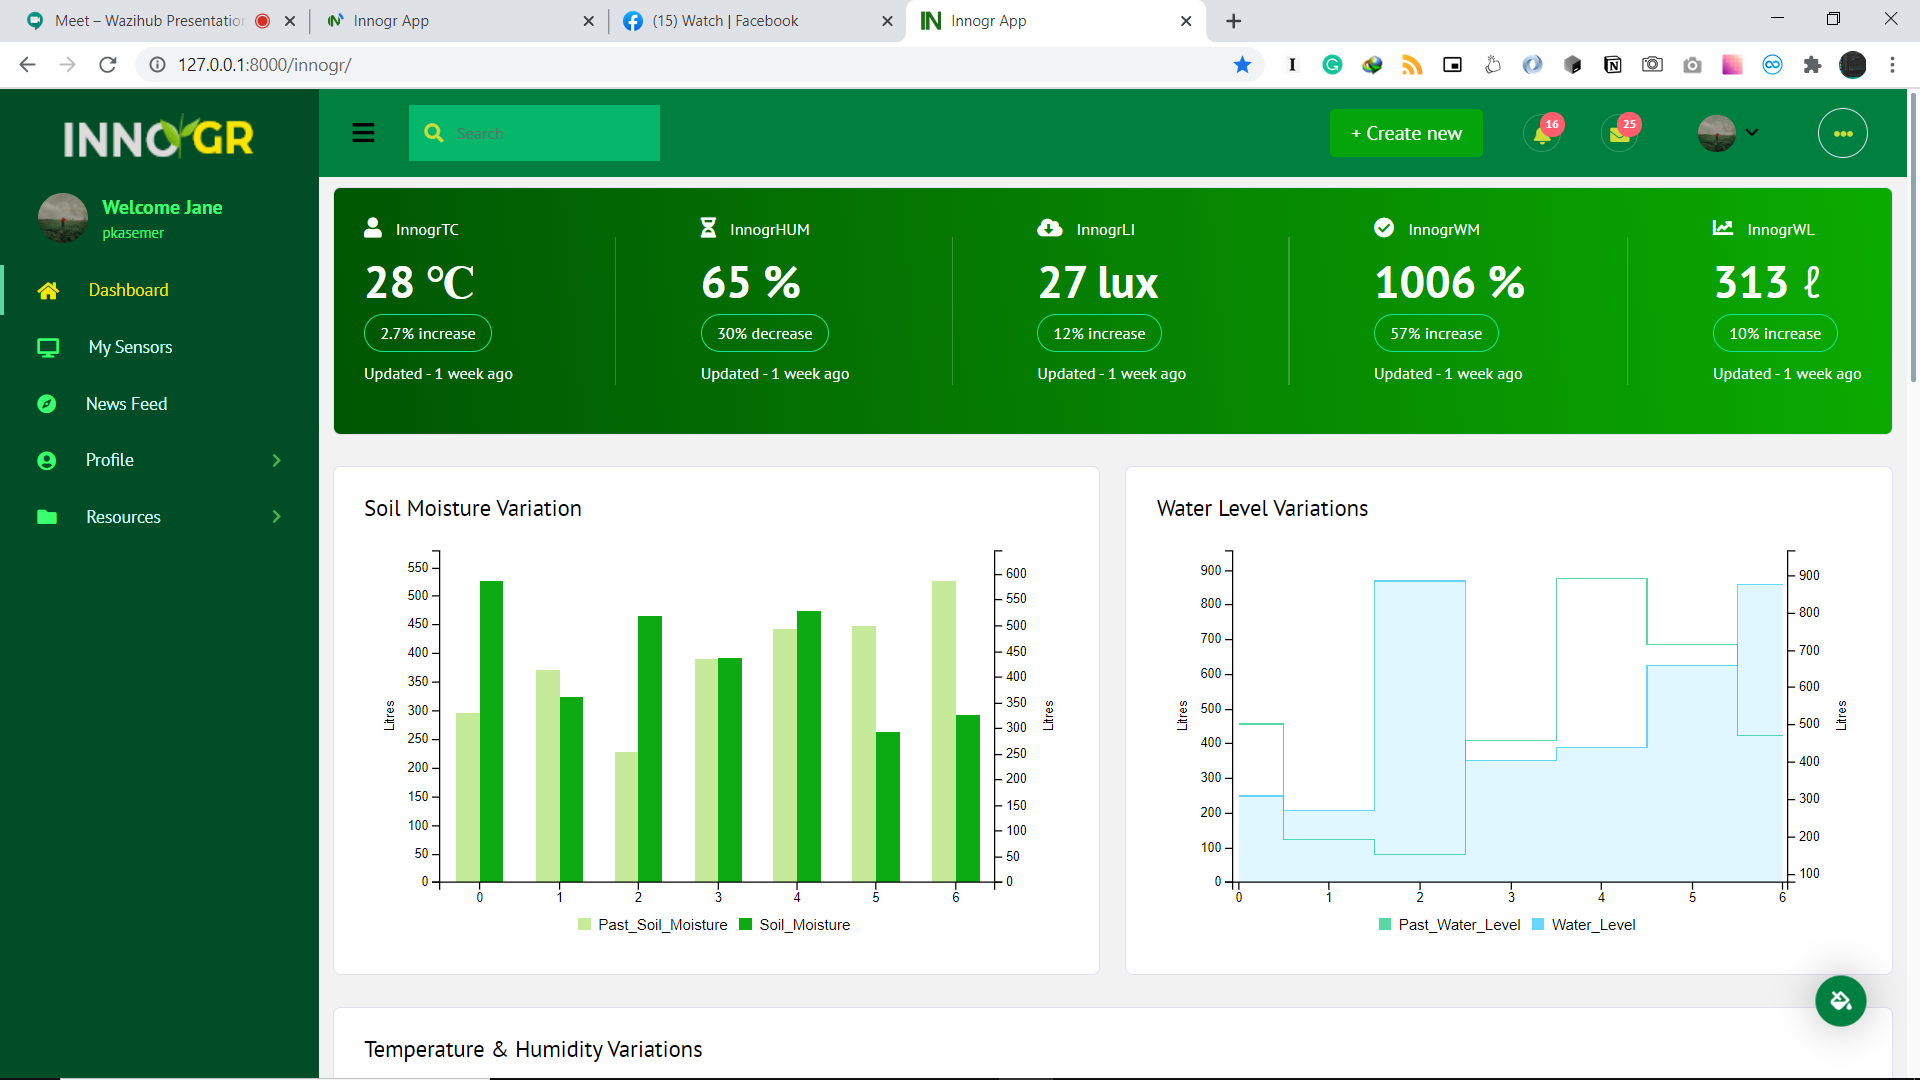 Meet – Wazihub Presentation
Innogr App
(15) Watch | Facebook
Innogr App
127.0.0.1:8000/innogr/
INNOGR
Search
+ Create new
16
25
Welcome Jane
pkasemer
Dashboard
My Sensors
News Feed
Profile
Resources
InnogrTC
28 °C
2.7% increase
Updated - 1 week ago
InnogrHUM
65 %
30% decrease
Updated - 1 week ago
InnogrLI
27 lux
12% increase
Updated - 1 week ago
InnogrWM
1006 %
57% increase
Updated - 1 week ago
InnogrWL
313 ℓ
10% increase
Updated - 1 week ago
Soil Moisture Variation
550
500
450
400
350
300
250
200
150
100
50
0
Litres
600
550
500
450
400
350
300
250
200
150
100
50
0
Litres
0 1 2 3 4 5 6
Past_Soil_Moisture Soil_Moisture
Water Level Variations
900
800
700
600
500
400
300
200
100
0
Litres
900
800
700
600
500
400
300
200
100
Litres
0 1 2 3 4 5 6
Past_Water_Level Water_Level
Temperature & Humidity Variations